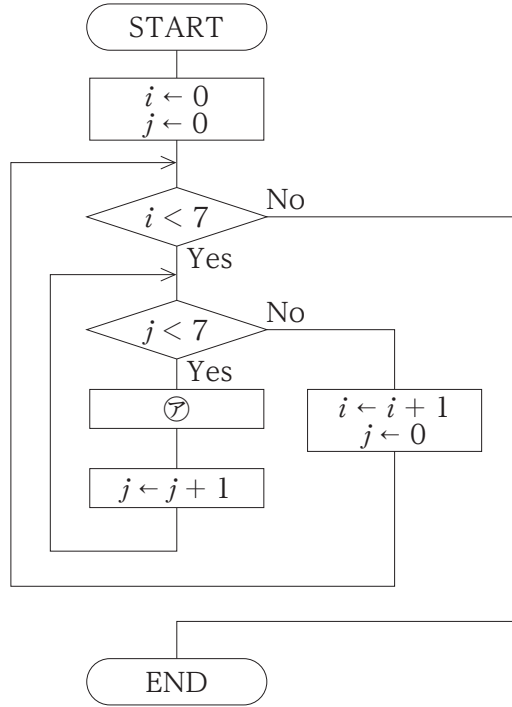 START
i ← 0
j ← 0
i < 7
No
Yes
j < 7
No
Yes
㋐
i ← i + 1
j ← 0
j ← j + 1
END